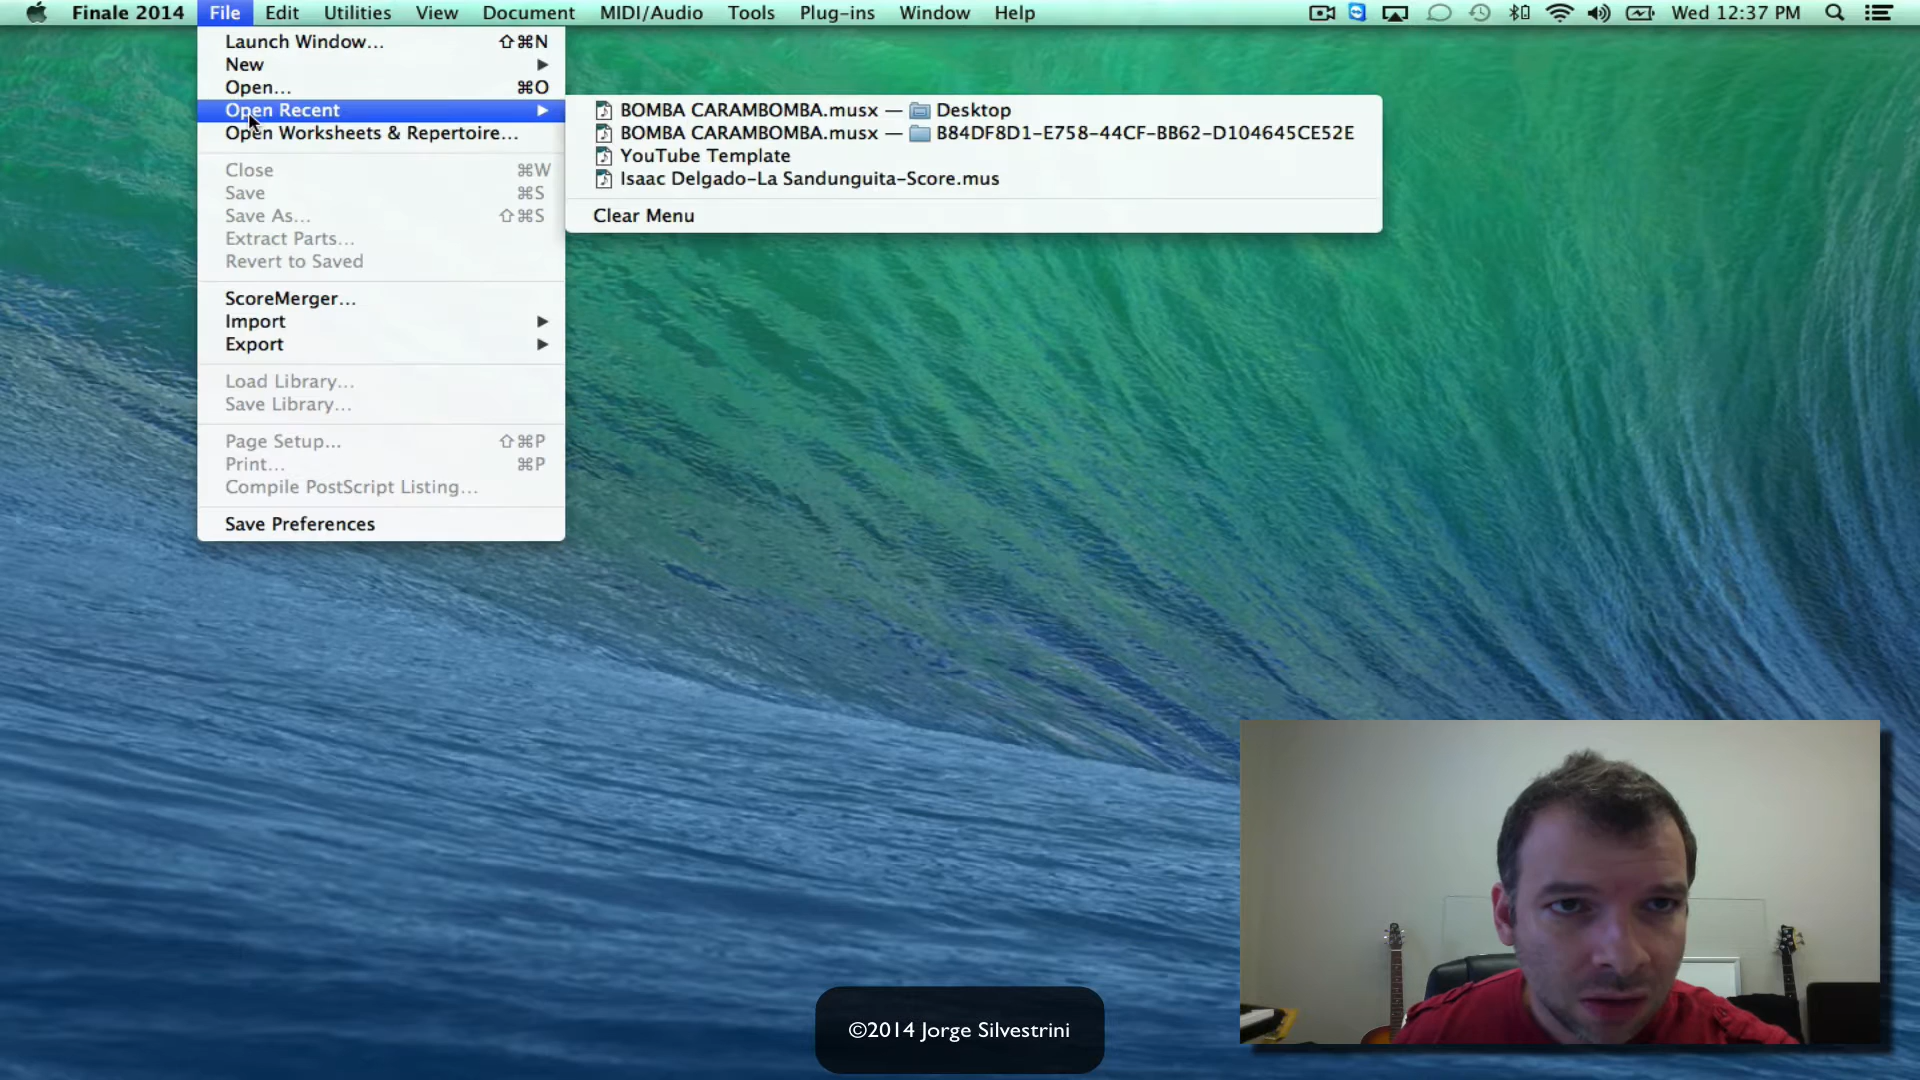 Finale 2014 File Edit Utilities View Document MIDI/Audio Tools Plug-ins Window Help Wed 12:37 PM
Launch Window... ⇧⌘N
New
Open... ⌘O
Open Recent
Open Worksheets & Repertoire...
Close ⌘W
Save ⌘S
Save As... ⇧⌘S
Extract Parts...
Revert to Saved
ScoreMerger...
Import
Export
Load Library...
Save Library...
Page Setup... ⇧⌘P
Print... ⌘P
Compile PostScript Listing...
Save Preferences
BOMBA CARAMBOMBA.musx — Desktop
BOMBA CARAMBOMBA.musx — B84DF8D1-E758-44CF-BB62-D104645CE52E
YouTube Template
Isaac Delgado-La Sandunguita-Score.mus
Clear Menu
©2014 Jorge Silvestrini